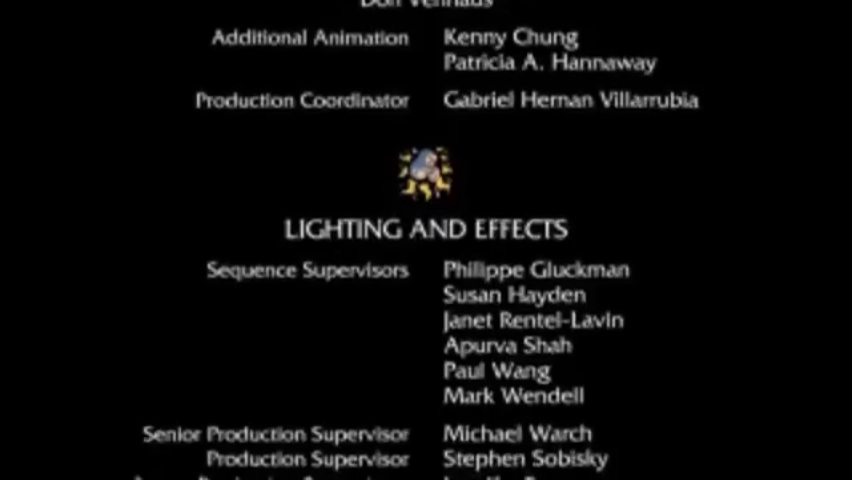 Additional Animation Kenny Chung
Patricia A. Hannaway
Production Coordinator Gabriel Hernan Villarrubia
LIGHTING AND EFFECTS
Sequence Supervisors Philippe Gluckman
Susan Hayden
Janet Rentel-Lavin
Apurva Shah
Paul Wang
Mark Wendell
Senior Production Supervisor Michael Warch
Production Supervisor Stephen Sobisky